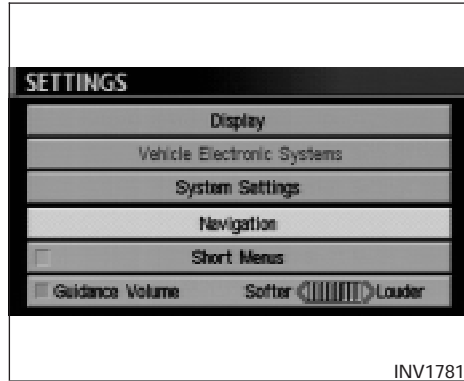 SETTINGS
Display
Vehicle Electronic Systems
System Settings
Navigation
Short Menus
Guidance Volume Softer Louder
INV1781